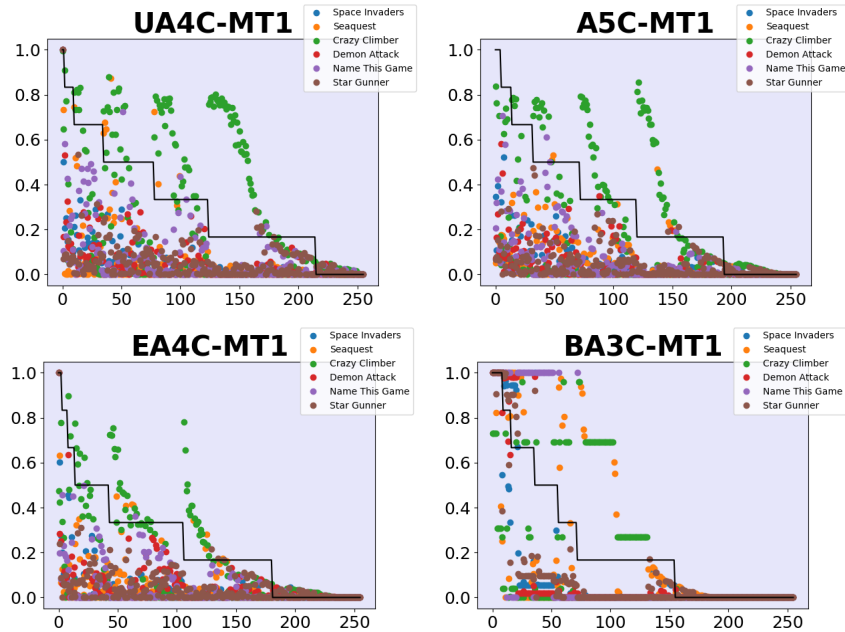 UA4C-MT1
Space Invaders
Seaquest
Crazy Climber
Demon Attack
Name This Game
Star Gunner
1.0
0.8
0.6
0.4
0.2
0.0
0 50 100 150 200 250
A5C-MT1
Space Invaders
Seaquest
Crazy Climber
Demon Attack
Name This Game
Star Gunner
1.0
0.8
0.6
0.4
0.2
0.0
0 50 100 150 200 250
EA4C-MT1
Space Invaders
Seaquest
Crazy Climber
Demon Attack
Name This Game
Star Gunner
1.0
0.8
0.6
0.4
0.2
0.0
0 50 100 150 200 250
BA3C-MT1
Space Invaders
Seaquest
Crazy Climber
Demon Attack
Name This Game
Star Gunner
1.0
0.8
0.6
0.4
0.2
0.0
0 50 100 150 200 250